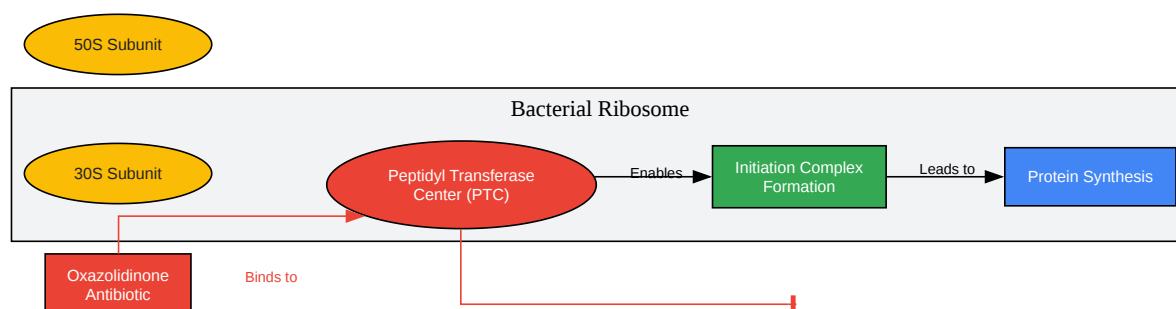 50S Subunit
Bacterial Ribosome
30S Subunit
Peptidyl Transferase
Center (PTC)
Enables
Initiation Complex
Formation
Leads to
Protein Synthesis
Oxazolidinone
Antibiotic
Binds to